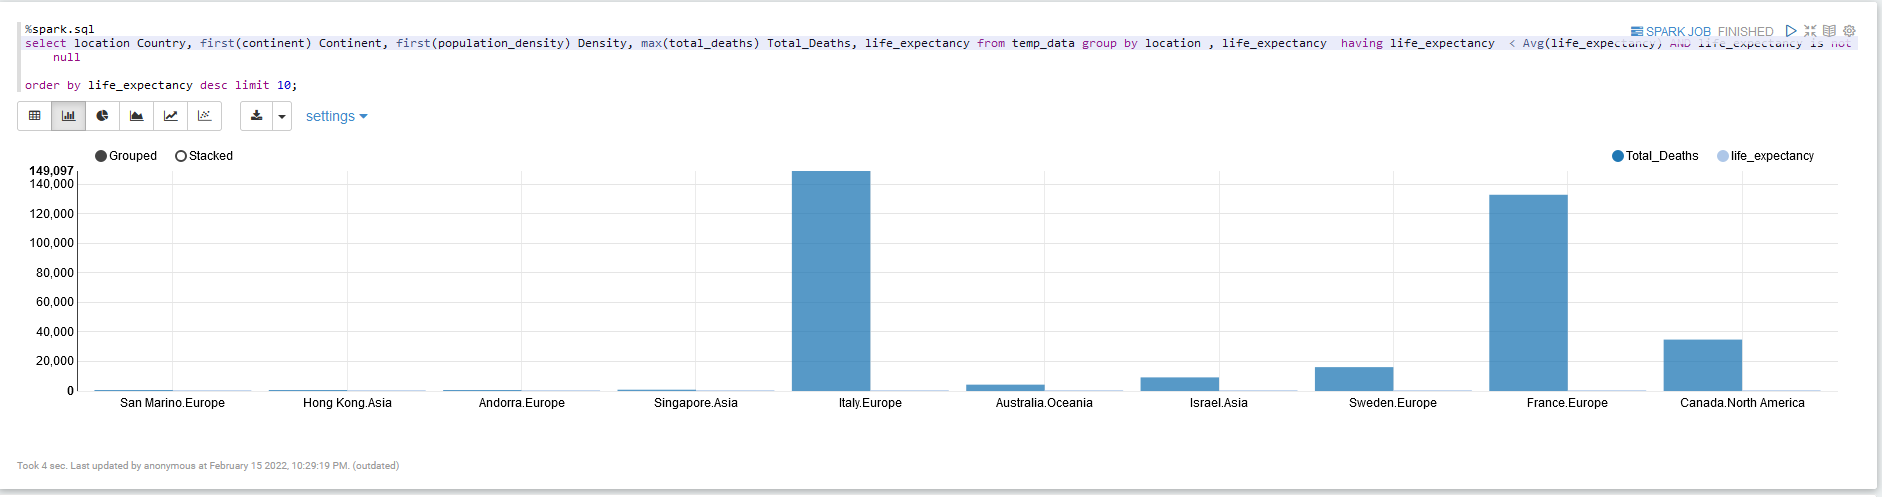 %spark.sql
SPARK JOB FINISHED
select location Country, first(continent) Continent, first(population_density) Density, max(total_deaths) Total_Deaths, life_expectancy from temp_data group by location , life_expectancy  having life_expectancy  < Avg(life_expectancy) AND life_expectancy is not
null
order by life_expectancy desc limit 10;
settings
Grouped Stacked
Total_Deaths life_expectancy
149,097
140,000
120,000
100,000
80,000
60,000
40,000
20,000
0
San Marino.Europe Hong Kong.Asia Andorra.Europe Singapore.Asia Italy.Europe Australia.Oceania Israel.Asia Sweden.Europe France.Europe Canada.North America
Took 4 sec. Last updated by anonymous at February 15 2022, 10:29:19 PM. (outdated)